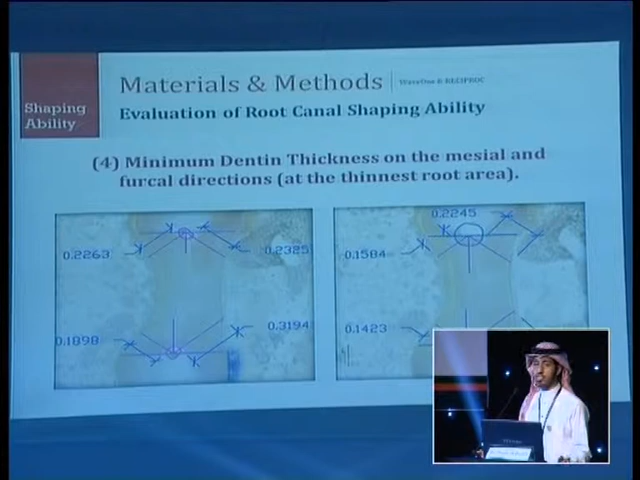 Materials & Methods
WaveOne & RECIPROC
Shaping
Ability
Evaluation of Root Canal Shaping Ability
(4) Minimum Dentin Thickness on the mesial and
furcal directions (at the thinnest root area).
0.2263
0.2325
0.1898
0.3194
0.2245
0.1584
0.1423